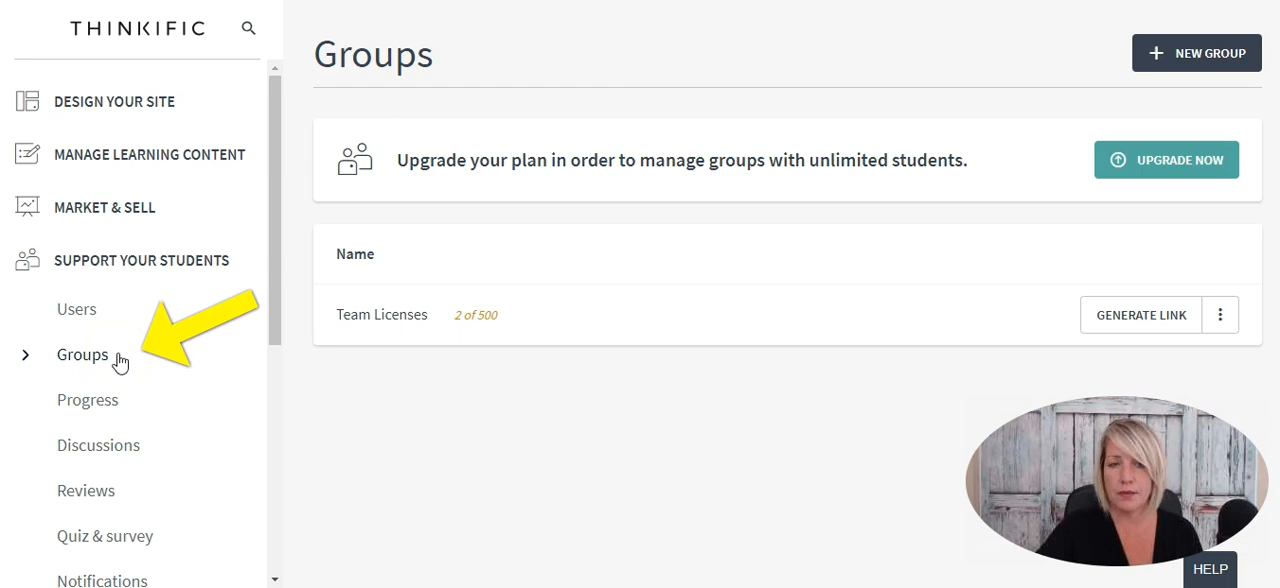 THINKIFIC
DESIGN YOUR SITE
MANAGE LEARNING CONTENT
MARKET & SELL
SUPPORT YOUR STUDENTS
Users
Groups
Progress
Discussions
Reviews
Quiz & survey
Notifications
Groups
NEW GROUP
Upgrade your plan in order to manage groups with unlimited students.
UPGRADE NOW
Name
Team Licenses 2 of 500
GENERATE LINK
HELP